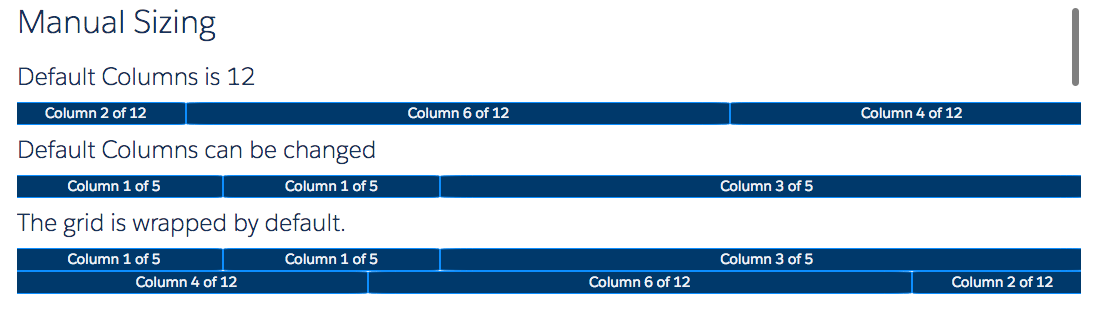 Manual Sizing
Default Columns is 12
Column 2 of 12 Column 6 of 12 Column 4 of 12
Default Columns can be changed
Column 1 of 5 Column 1 of 5 Column 3 of 5
The grid is wrapped by default.
Column 1 of 5 Column 1 of 5 Column 3 of 5
Column 4 of 12 Column 6 of 12 Column 2 of 12